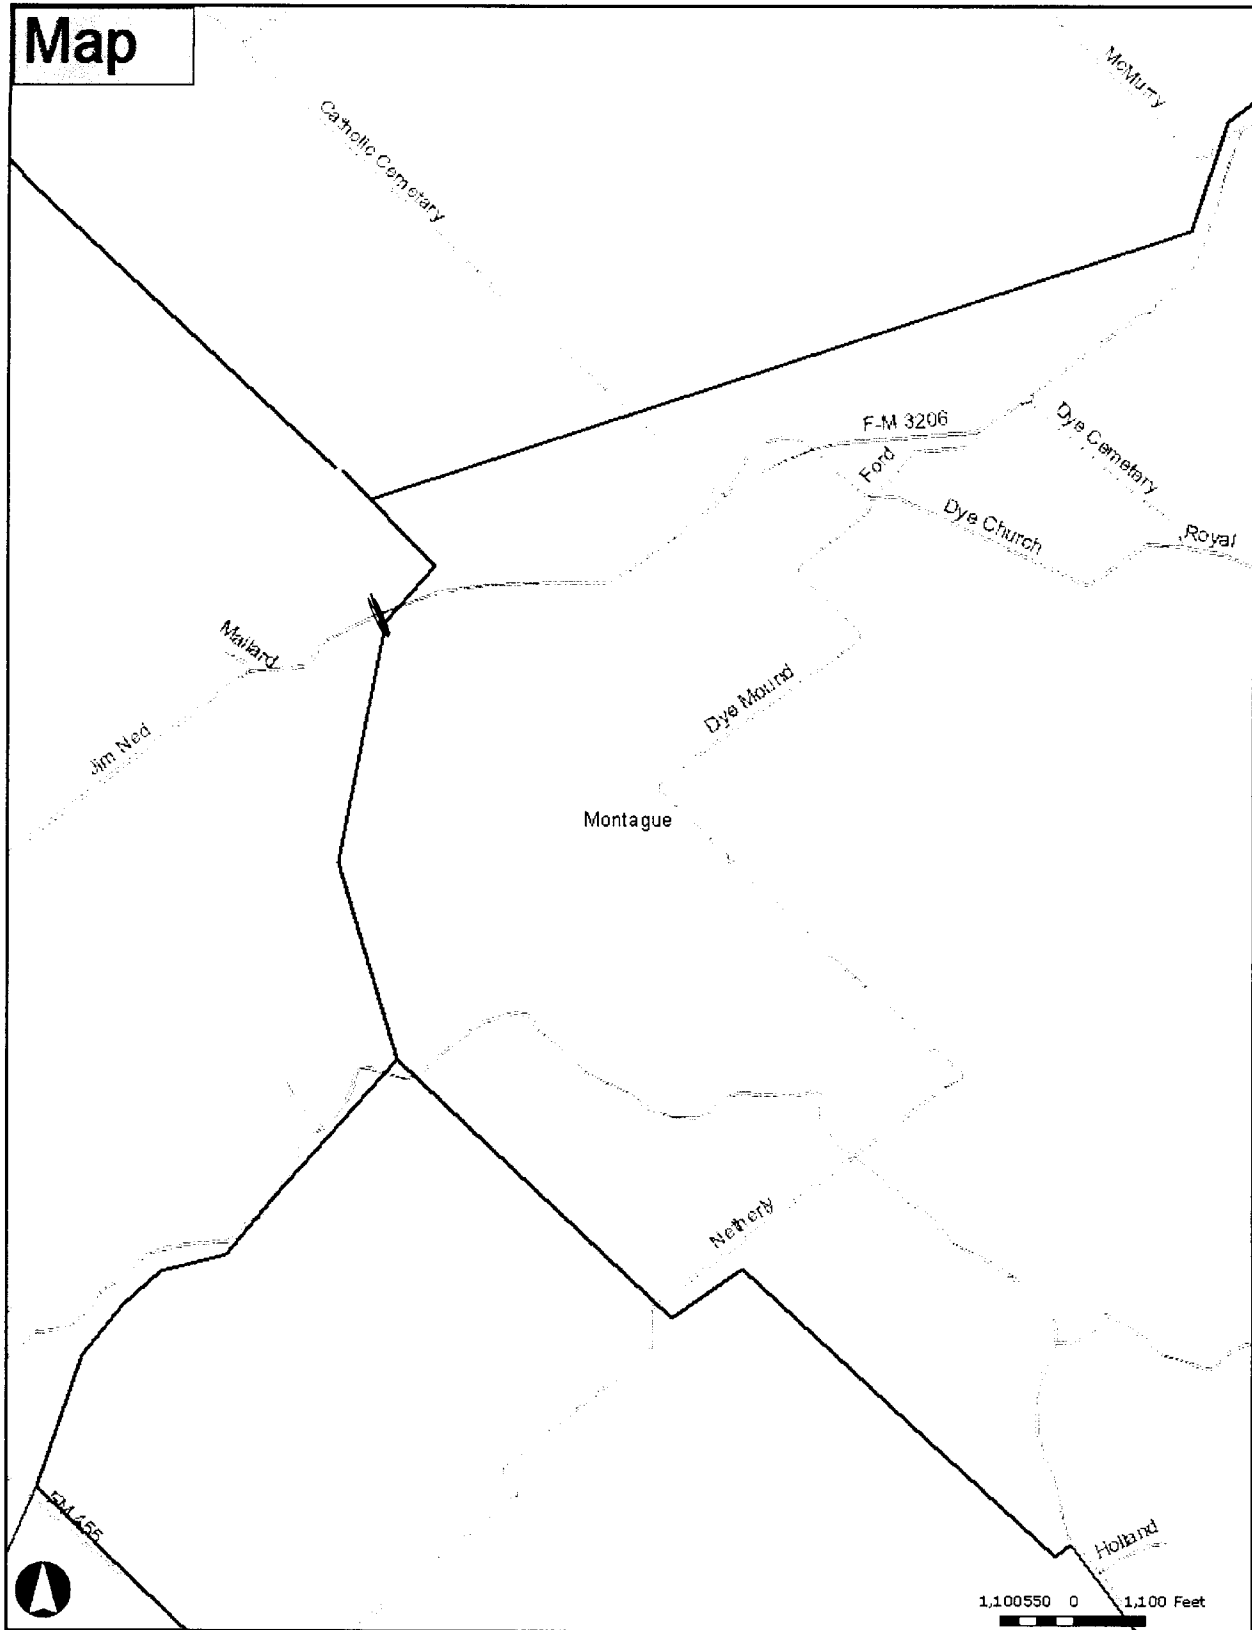 Map
McMurry
Catholic Cemetary
F-M 3206
Dye Cemetary
Ford
Dye Church
Royal
Mallard
Dye Mound
Jim Ned
Montague
Netherly
FM 455
Holland
1,100550 0 1,100 Feet